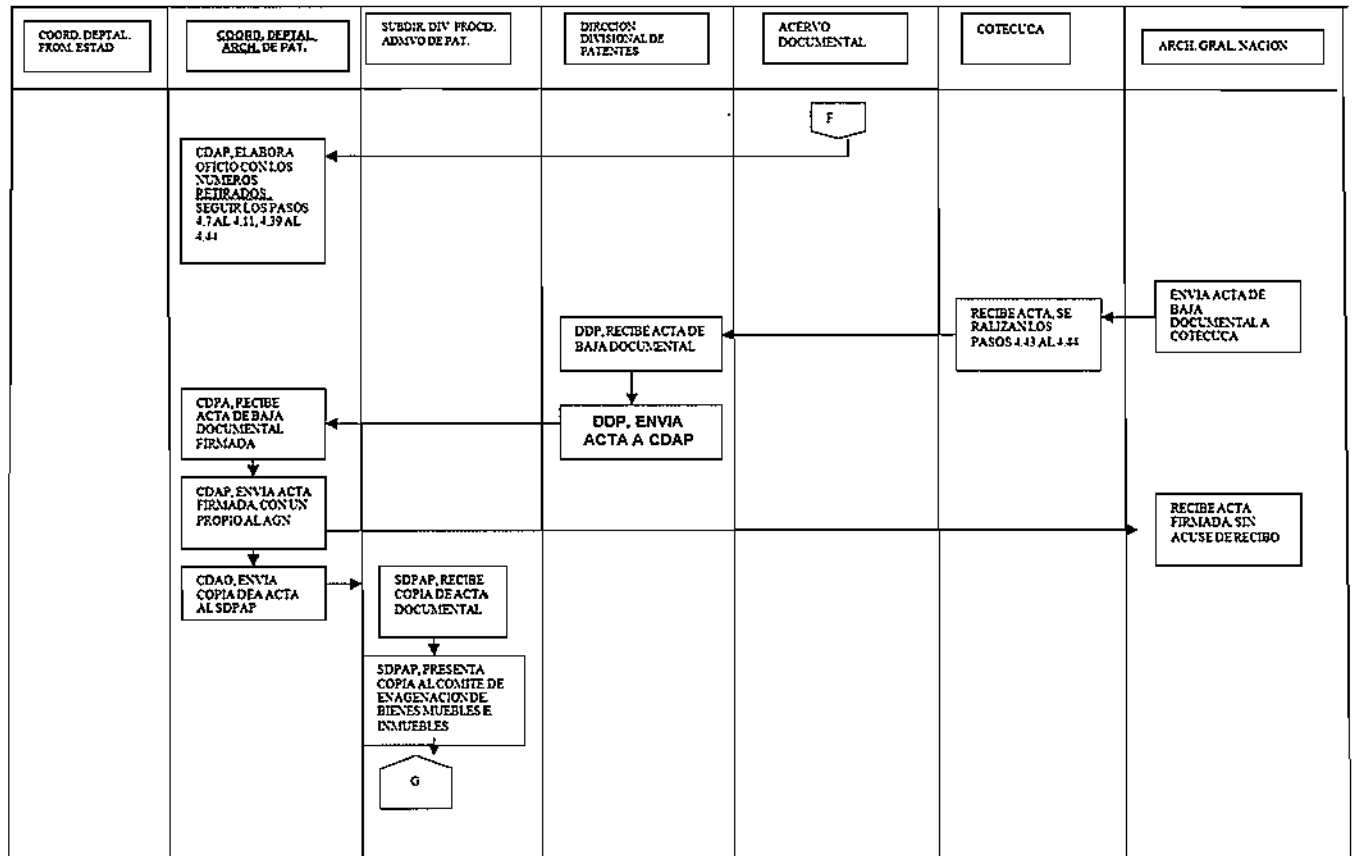 COORD. DEPTAL.
PROM. ESTAD
COORD. DEPTAL
ARCH. DE PAT.
SUBDIR. DIV. PROCD.
ADMVO DE PAT.
DIRCCION
DIVISIONAL DE
PATENTES
ACERVO
DOCUMENTAL
COTECUCA
ARCH. GRAL. NACION
F
CDAP, ELABORA
OFICIO CON LOS
NUMEROS
RETIRADOS.
SEGUIR LOS PASOS
4.7 AL 4.11, 4.39 AL
4.44
ENVIA ACTA DE
BAJA
DOCUMENTAL A
COTECUCA
RECIBE ACTA, SE
RALIZAN LOS
PASOS 4.43 AL 4.44
DDP, RECIBE ACTA DE
BAJA DOCUMENTAL
DDP, ENVIA
ACTA A CDAP
CDPA, RECIBE
ACTA DE BAJA
DOCUMENTAL
FIRMADA
CDAP, ENVIA ACTA
FIRMADA, CON UN
PROPIO AL AGN
RECIBE ACTA
FIRMADA, SIN
ACUSE DE RECIBO
CDAO, ENVIA
COPIA DEA ACTA
AL SDPAP
SDPAP, RECIBE
COPIA DE ACTA
DOCUMENTAL
SDPAP, PRESENTA
COPIA AL COMITE DE
ENAGENACION DE
BIENES MUEBLES E
INMUEBLES
G